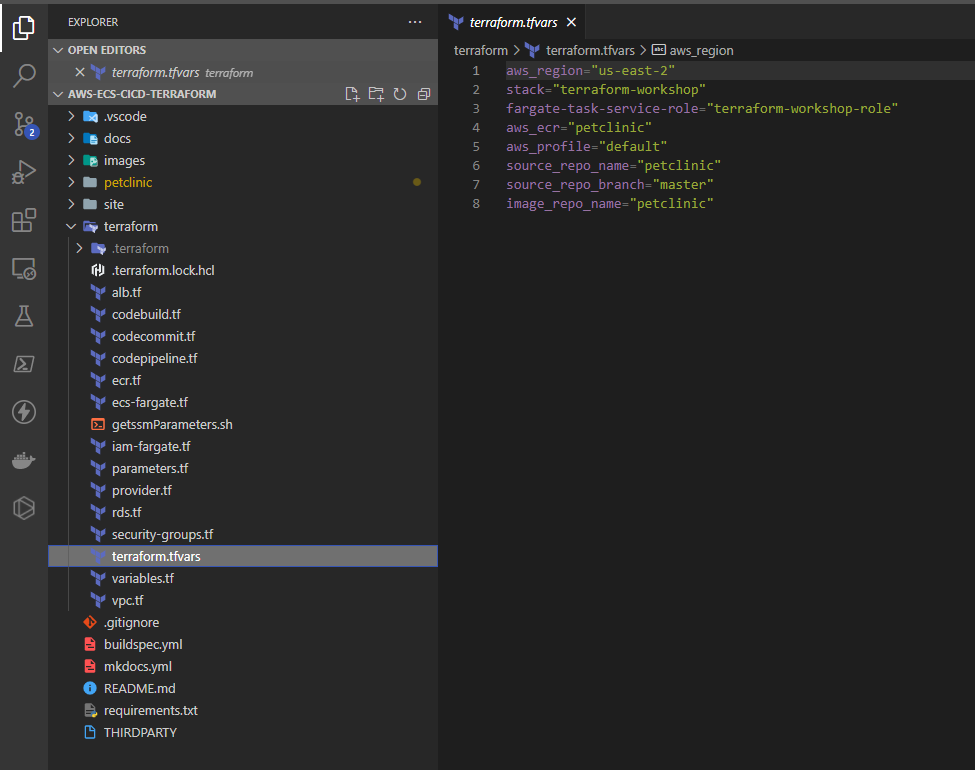 EXPLORER
OPEN EDITORS
terraform.tfvars terraform
AWS-ECS-CICD-TERRAFORM
.vscode
docs
images
petclinic
site
terraform
.terraform
.terraform.lock.hcl
alb.tf
codebuild.tf
codecommit.tf
codepipeline.tf
ecr.tf
ecs-fargate.tf
getssmParameters.sh
iam-fargate.tf
parameters.tf
provider.tf
rds.tf
security-groups.tf
terraform.tfvars
variables.tf
vpc.tf
.gitignore
buildspec.yml
mkdocs.yml
README.md
requirements.txt
THIRDPARTY
2
terraform.tfvars
terraform > terraform.tfvars > abc aws_region
1 aws_region="us-east-2"
2 stack="terraform-workshop"
3 fargate-task-service-role="terraform-workshop-role"
4 aws_ecr="petclinic"
5 aws_profile="default"
6 source_repo_name="petclinic"
7 source_repo_branch="master"
8 image_repo_name="petclinic"